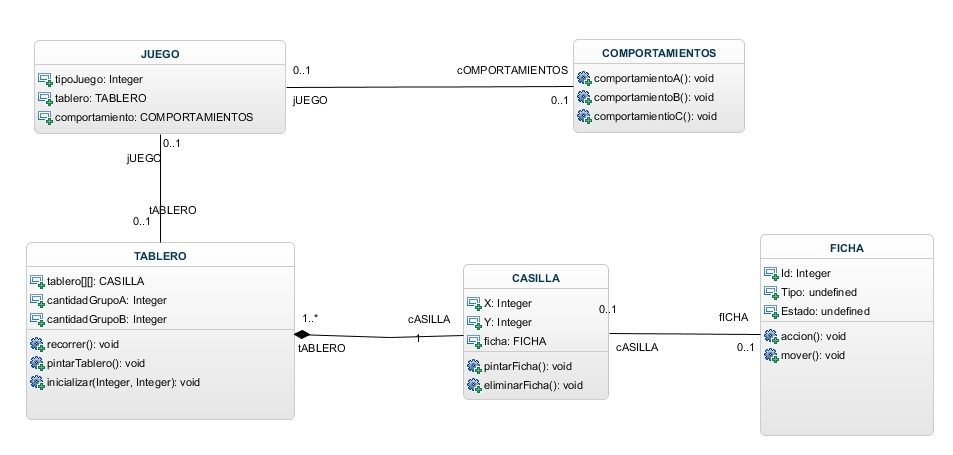 JUEGO
tipoJuego: Integer
tablero: TABLERO
comportamiento: COMPORTAMIENTOS
0..1
jUEGO
cOMPORTAMIENTOS
0..1
COMPORTAMIENTOS
comportamientoA(): void
comportamientoB(): void
comportamientioC(): void
0..1
jUEGO
tABLERO
0..1
TABLERO
tablero[][]: CASILLA
cantidadGrupoA: Integer
cantidadGrupoB: Integer
recorrer(): void
pintarTablero(): void
inicializar(Integer, Integer): void
1..*
tABLERO
cASILLA
1
CASILLA
X: Integer
Y: Integer
ficha: FICHA
pintarFicha(): void
eliminarFicha(): void
0..1
cASILLA
fICHA
0..1
FICHA
Id: Integer
Tipo: undefined
Estado: undefined
accion(): void
mover(): void